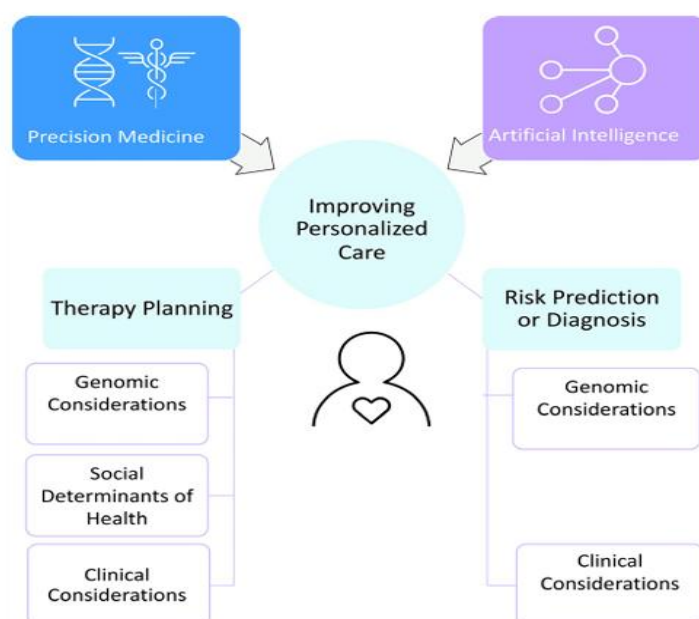 Precision Medicine
Artificial Intelligence
Improving
Personalized
Care
Therapy Planning
Risk Prediction
or Diagnosis
Genomic
Considerations
Social
Determinants of
Health
Clinical
Considerations
Genomic
Considerations
Clinical
Considerations